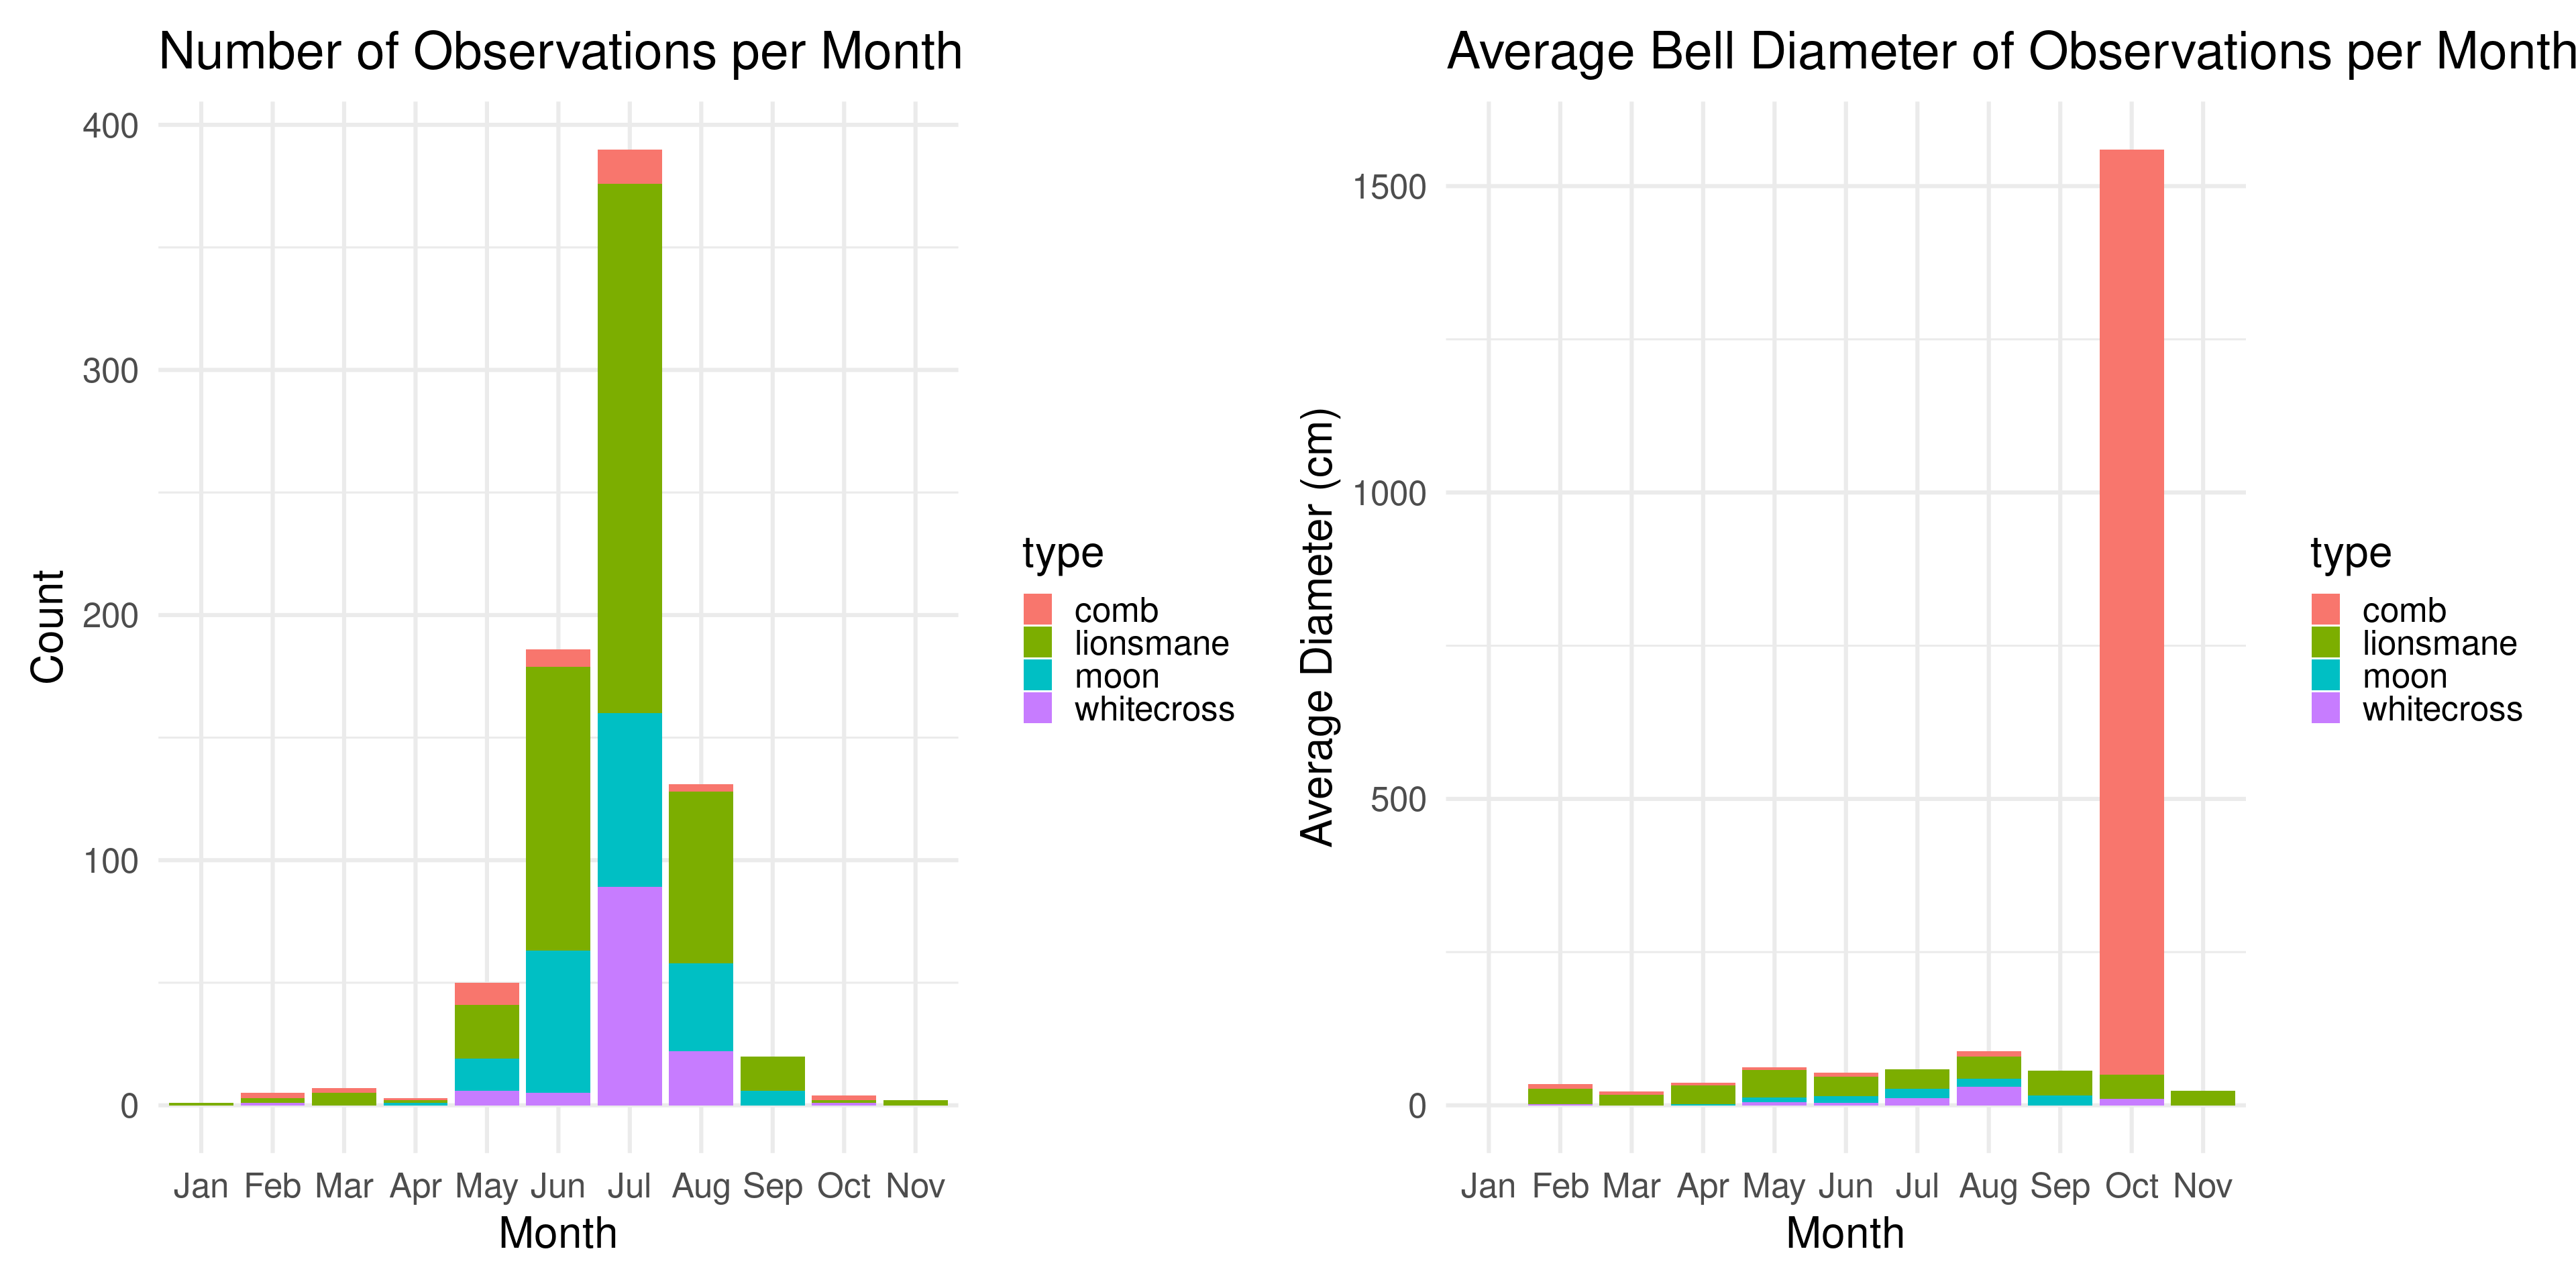 Number of Observations per Month
Count
400
300
200
100
0
Jan Feb Mar Apr May Jun Jul Aug Sep Oct Nov
Month
type
comb
lionsmane
moon
whitecross
Average Bell Diameter of Observations per Month
Average Diameter (cm)
1500
1000
500
0
Jan Feb Mar Apr May Jun Jul Aug Sep Oct Nov
Month
type
comb
lionsmane
moon
whitecross